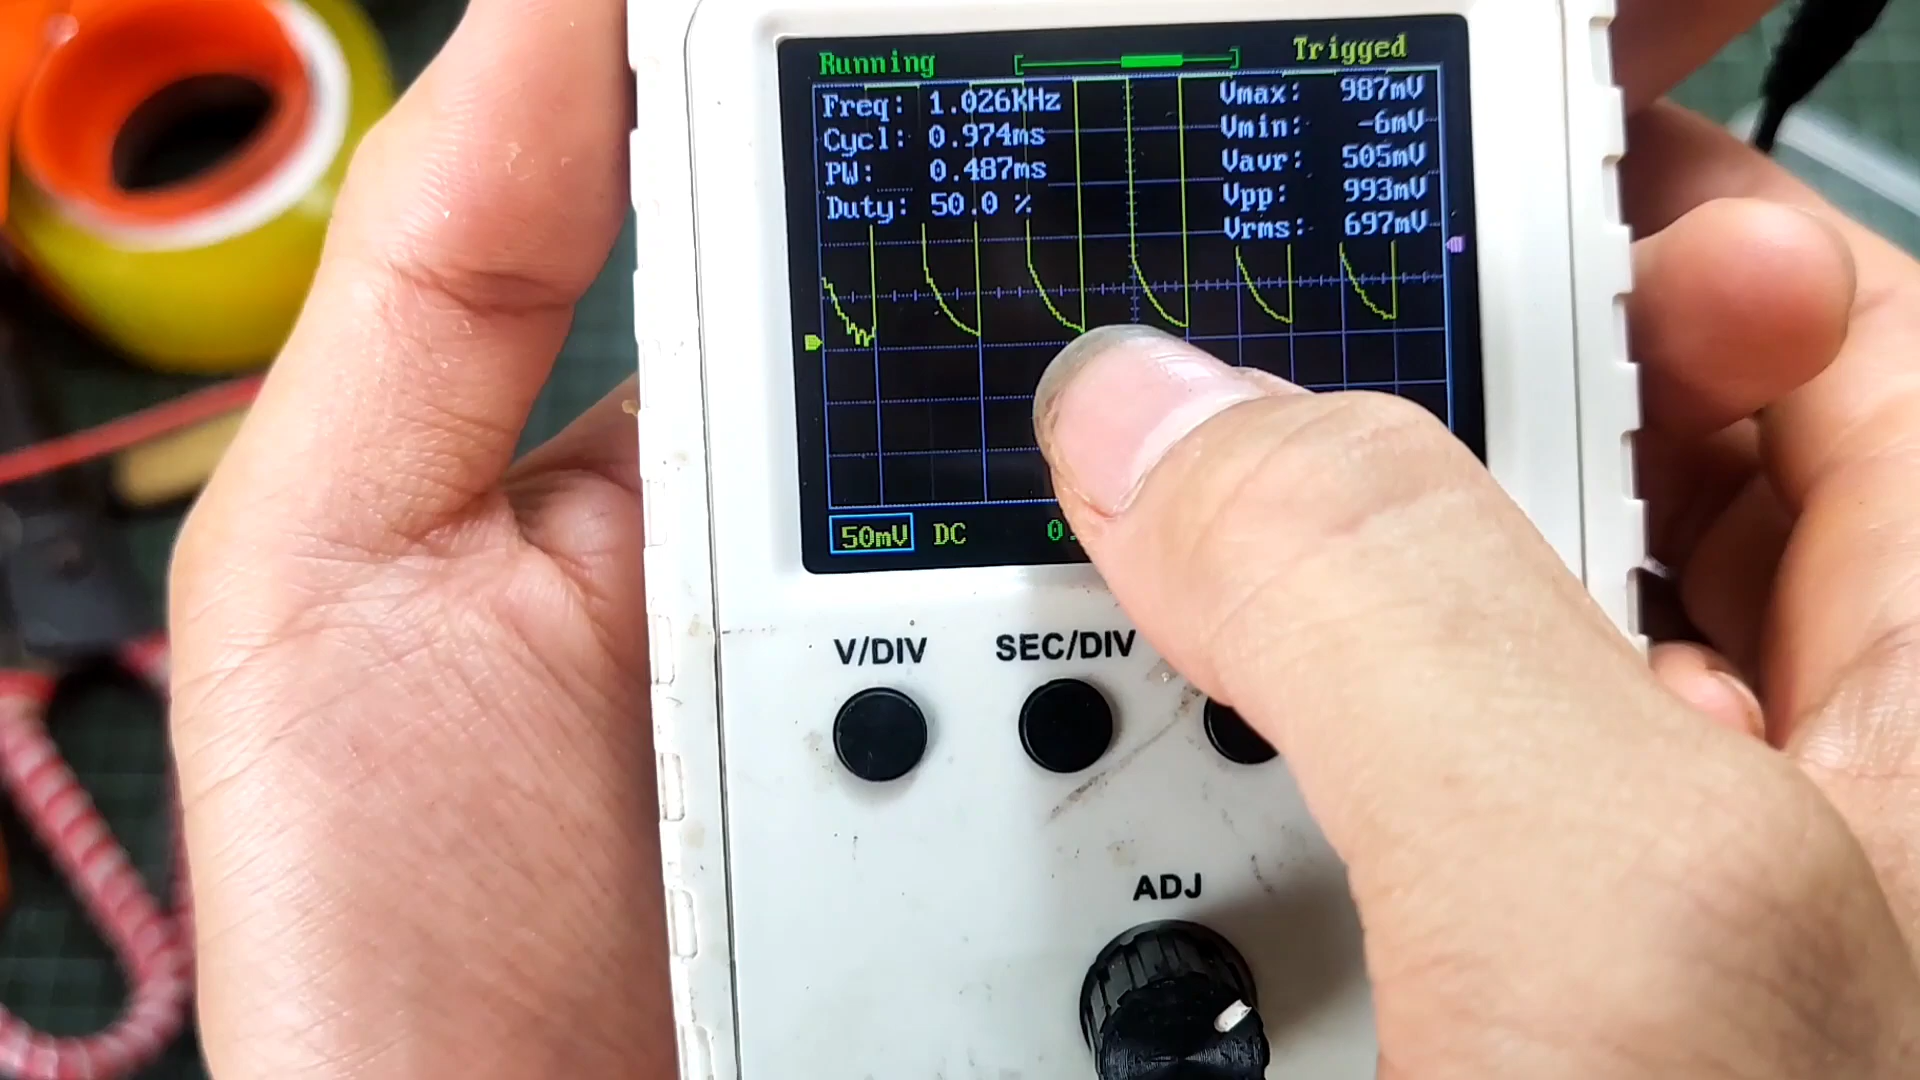 Running Trigged
Freq: 1.026KHz Vmax: 987mV
Cycl: 0.974ms Vmin: -6mV
PW: 0.487ms Vavr: 505mV
Duty: 50.0 % Vpp: 993mV
Vrms: 697mV
50mV DC 0.
V/DIV SEC/DIV
ADJ